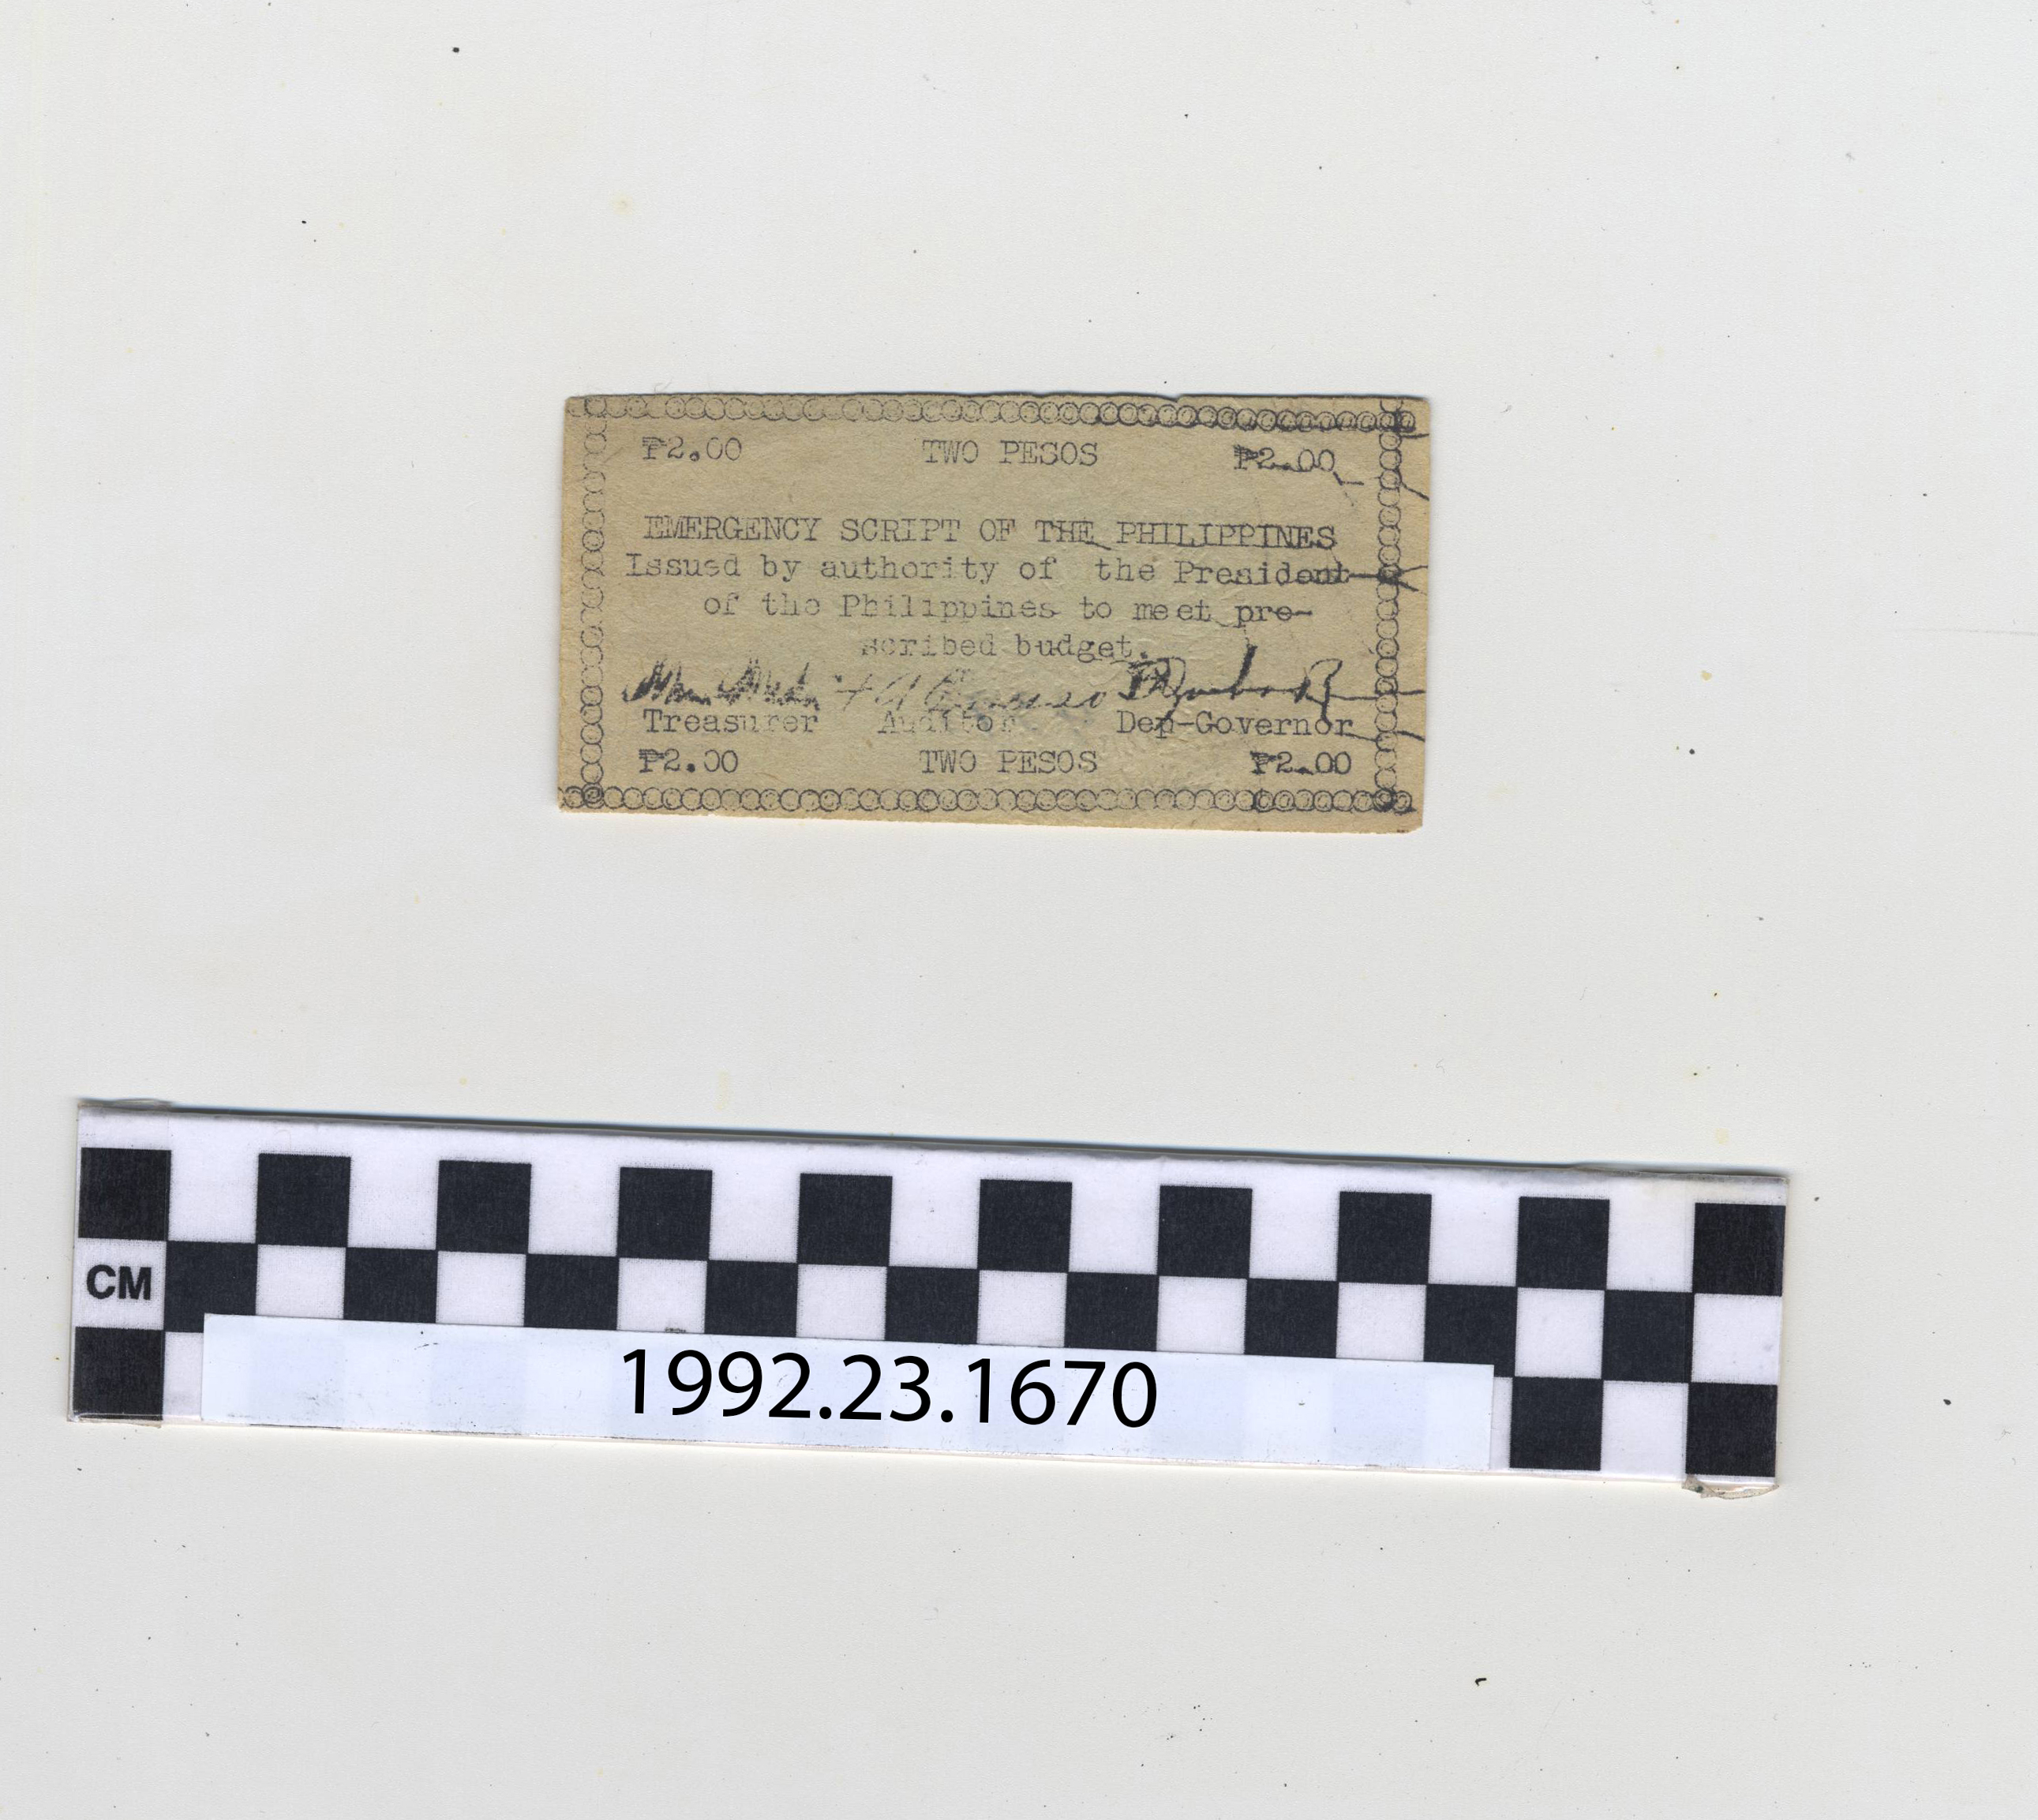 ₱2.00 TWO PESOS ₱2.00
EMERGENCY SCRIPT OF THE PHILIPPINES
Issued by authority of the President
of the Philippines to meet pre-
scribed budget.
Treasurer Auditor Dep-Governor
₱2.00 TWO PESOS ₱2.00
CM
1992.23.1670